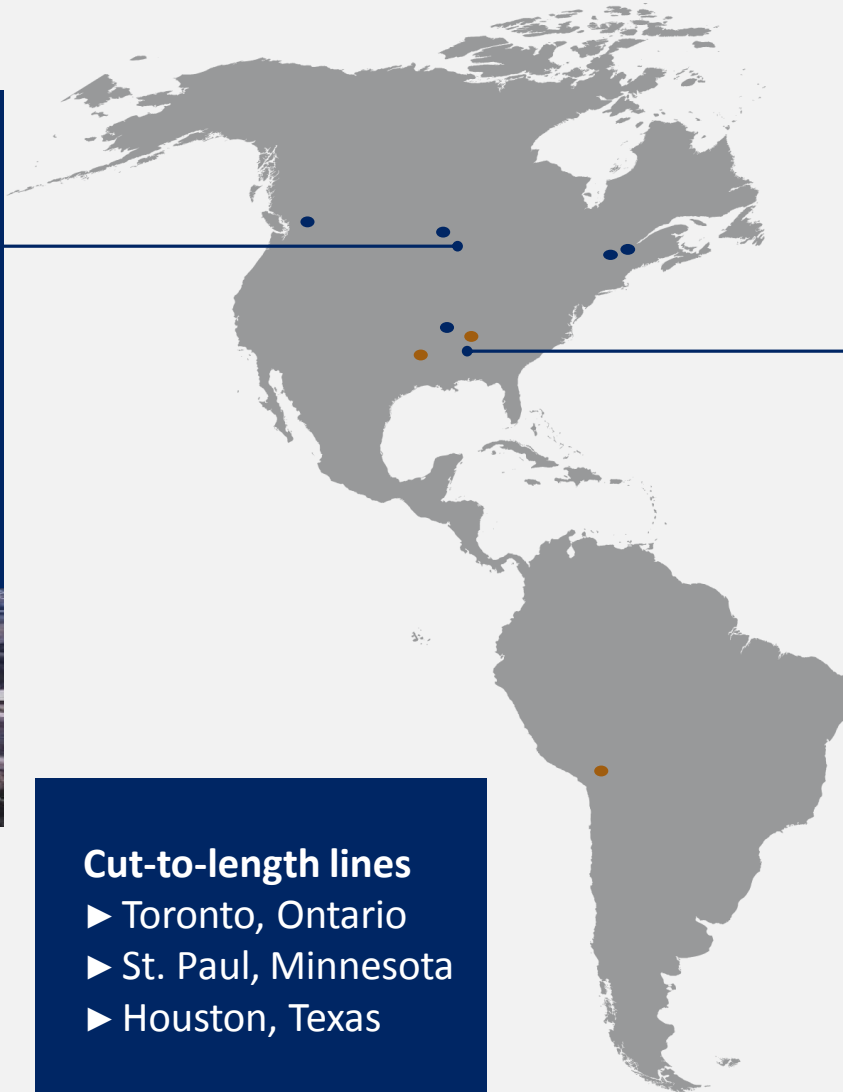 Cut-to-length lines
► Toronto, Ontario
► St. Paul, Minnesota
► Houston, Texas